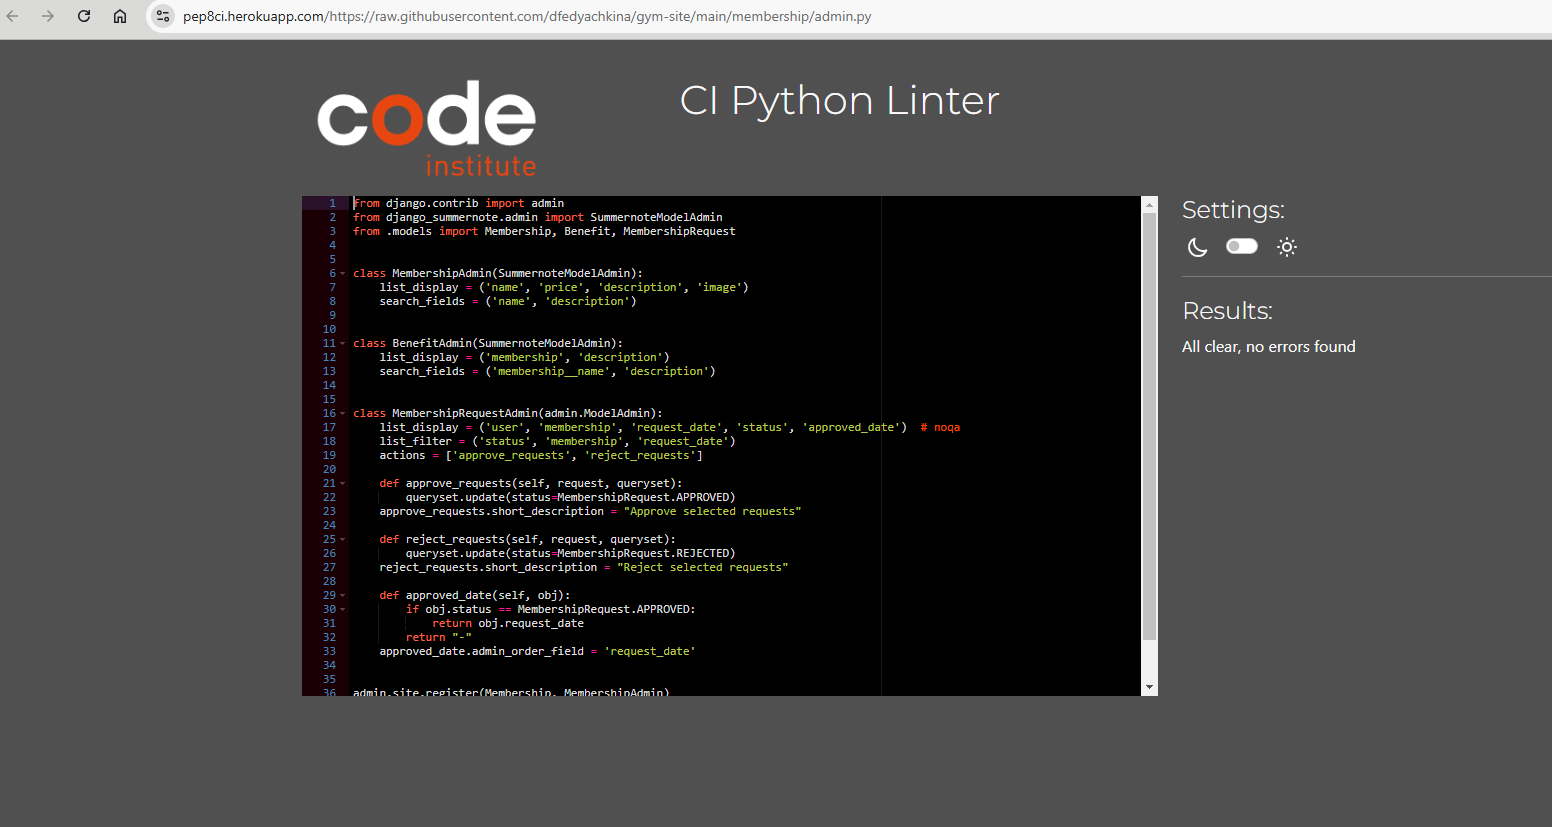 pep8ci.herokuapp.com/https://raw.githubusercontent.com/dfedyachkina/gym-site/main/membership/admin.py
code
institute
CI Python Linter
1 from django.contrib import admin
2 from django_summernote.admin import SummernoteModelAdmin
3 from .models import Membership, Benefit, MembershipRequest
4
5
6 class MembershipAdmin(SummernoteModelAdmin):
7     list_display = ('name', 'price', 'description', 'image')
8     search_fields = ('name', 'description')
9
10
11 class BenefitAdmin(SummernoteModelAdmin):
12     list_display = ('membership', 'description')
13     search_fields = ('membership__name', 'description')
14
15
16 class MembershipRequestAdmin(admin.ModelAdmin):
17     list_display = ('user', 'membership', 'request_date', 'status', 'approved_date')  # noqa
18     list_filter = ('status', 'membership', 'request_date')
19     actions = ['approve_requests', 'reject_requests']
20
21     def approve_requests(self, request, queryset):
22         queryset.update(status=MembershipRequest.APPROVED)
23     approve_requests.short_description = "Approve selected requests"
24
25     def reject_requests(self, request, queryset):
26         queryset.update(status=MembershipRequest.REJECTED)
27     reject_requests.short_description = "Reject selected requests"
28
29     def approved_date(self, obj):
30         if obj.status == MembershipRequest.APPROVED:
31             return obj.request_date
32         return "-"
33     approved_date.admin_order_field = 'request_date'
34
35
36 admin.site.register(Membership, MembershipAdmin)
Settings:
Results:
All clear, no errors found